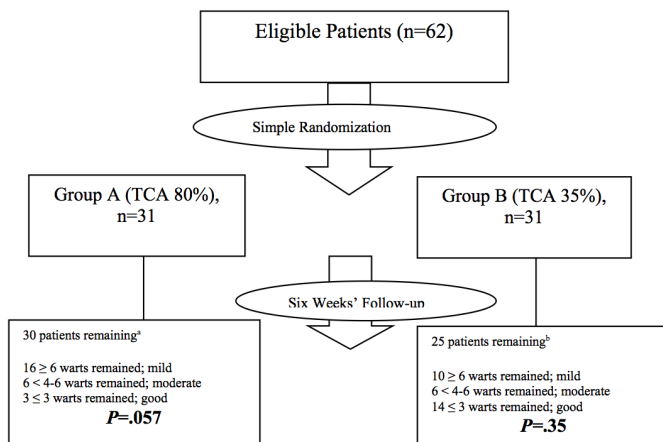 Eligible Patients (n=62)
Simple Randomization
Group A (TCA 80%),
n=31
Group B (TCA 35%),
n=31
Six Weeks’ Follow-up
30 patients remainingᵃ
16 ≥ 6 warts remained; mild
6 < 4-6 warts remained; moderate
3 ≤ 3 warts remained; good
P=.057
25 patients remainingᵇ
10 ≥ 6 warts remained; mild
6 < 4-6 warts remained; moderate
14 ≤ 3 warts remained; good
P=.35